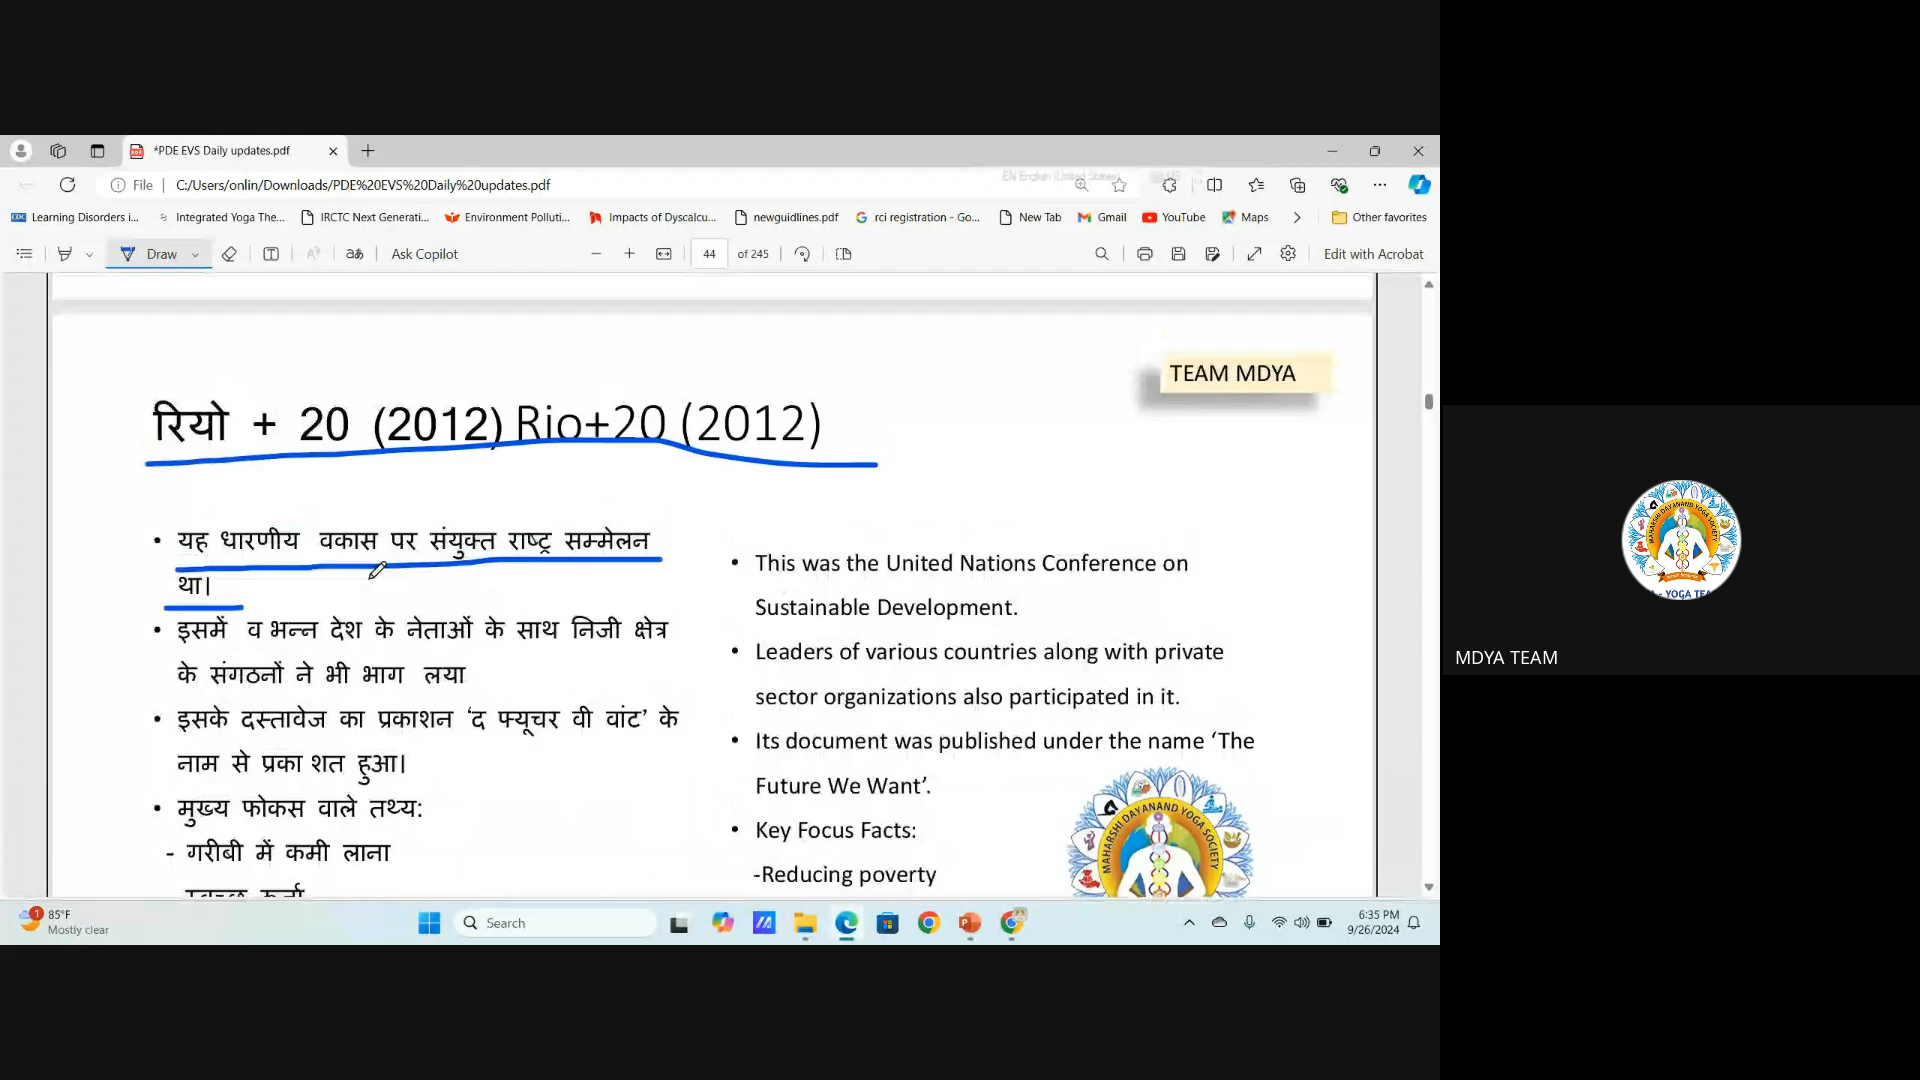 *PDE EVS Daily updates.pdf
File | C:/Users/onlin/Downloads/PDE%20EVS%20Daily%20updates.pdf
Learning Disorders i... Integrated Yoga The... IRCTC Next Generati... Environment Polluti... Impacts of Dyscalcu... newguidlines.pdf rci registration - Go... New Tab Gmail YouTube Maps Other favorites
Draw Ask Copilot 44 of 245 Edit with Acrobat
TEAM MDYA
रियो + 20 (2012) Rio+20 (2012)
• यह धारणीय वकास पर संयुक्त राष्ट्र सम्मेलन
था।
• इसमें व भन्न देश के नेताओं के साथ निजी क्षेत्र
के संगठनों ने भी भाग लया
• इसके दस्तावेज का प्रकाशन ‘द फ्यूचर वी वांट’ के
नाम से प्रका शत हुआ।
• मुख्य फोकस वाले तथ्य:
- गरीबी में कमी लाना
• This was the United Nations Conference on
Sustainable Development.
• Leaders of various countries along with private
sector organizations also participated in it.
• Its document was published under the name ‘The
Future We Want’.
• Key Focus Facts:
-Reducing poverty
MAHARSHI DAYANAND YOGA SOCIETY
85°F
Mostly clear
Search
6:35 PM
9/26/2024
MAHARSHI DAYANAND YOGA SOCIETY
MDYA TEAM